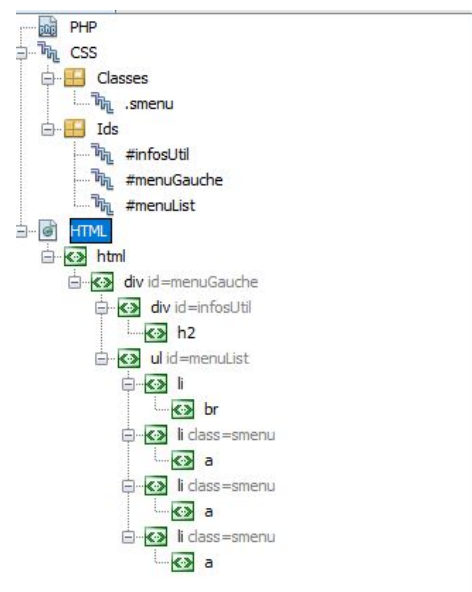 PHP
CSS
Classes
.smenu
Ids
#infosUtil
#menuGauche
#menuList
HTML
html
div id=menuGauche
div id=infosUtil
h2
ul id=menuList
li
br
li class=smenu
a
li class=smenu
a
li class=smenu
a